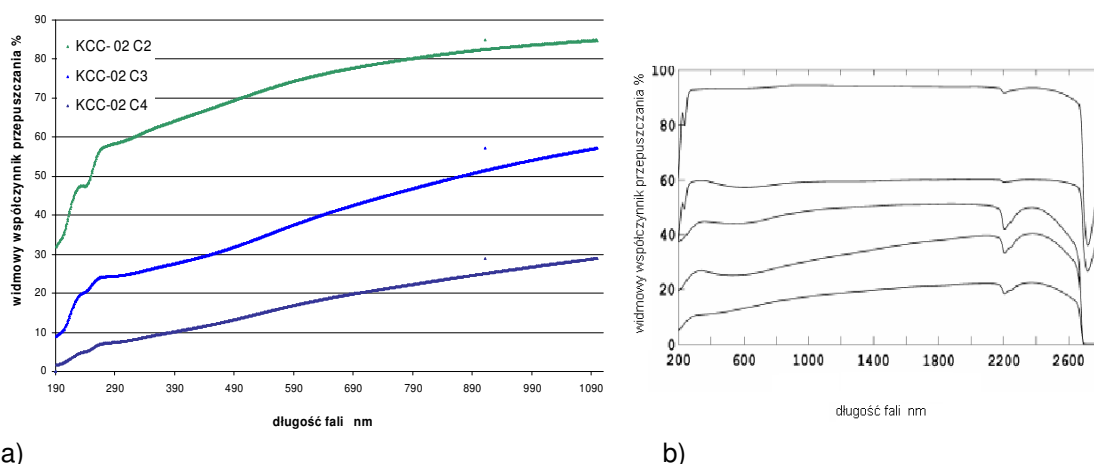 90
80
70
60
50
40
30
20
10
0
widmowy współczynnik przepuszczania %
KCC- 02 C2
KCC-02 C3
KCC-02 C4
190 290 390 490 590 690 790 890 990 1090
długość fali nm
a)
100
80
60
40
20
0
widmowy współczynnik przepuszczania %
200 600 1000 1400 1800 2200 2600
długość fali nm
b)